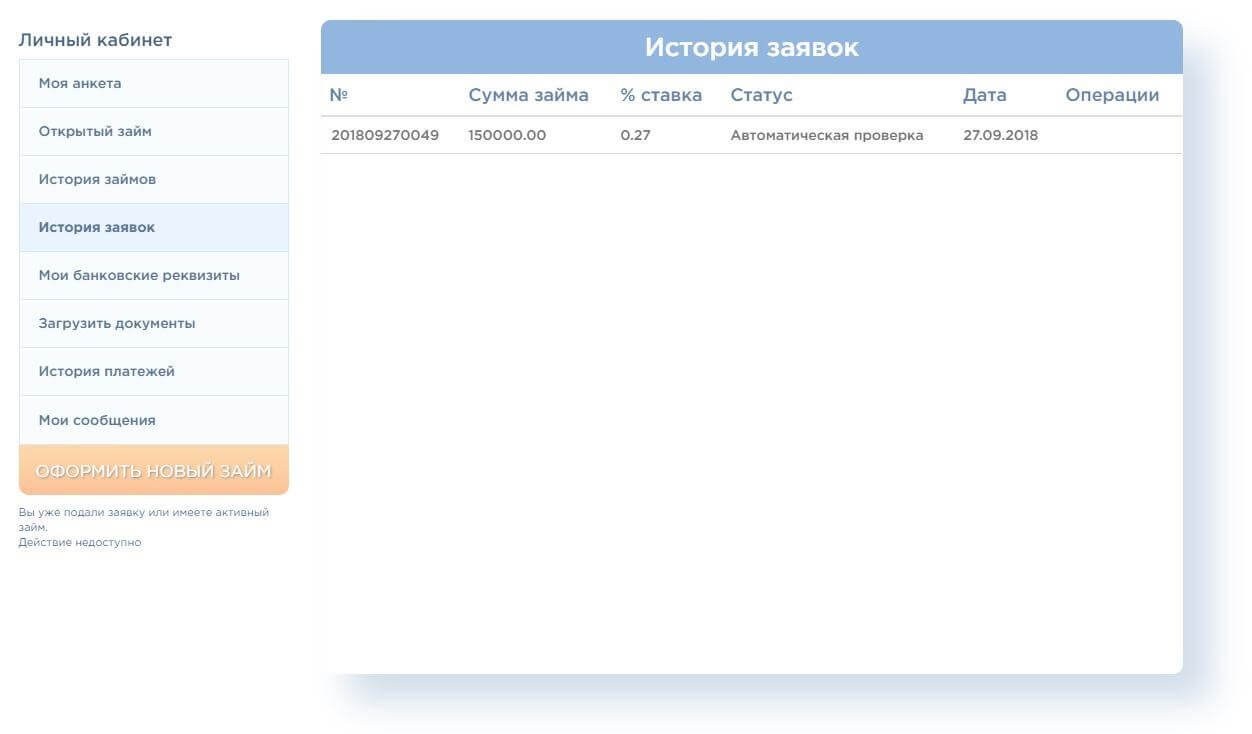 Личный кабинет
Моя анкета
Открытый займ
История займов
История заявок
Мои банковские реквизиты
Загрузить документы
История платежей
Мои сообщения
ОФОРМИТЬ НОВЫЙ ЗАЙМ
Вы уже подали заявку или имеете активный
займ.
Действие недоступно
История заявок
№ Сумма займа % ставка Статус Дата Операции
201809270049 150000.00 0.27 Автоматическая проверка 27.09.2018